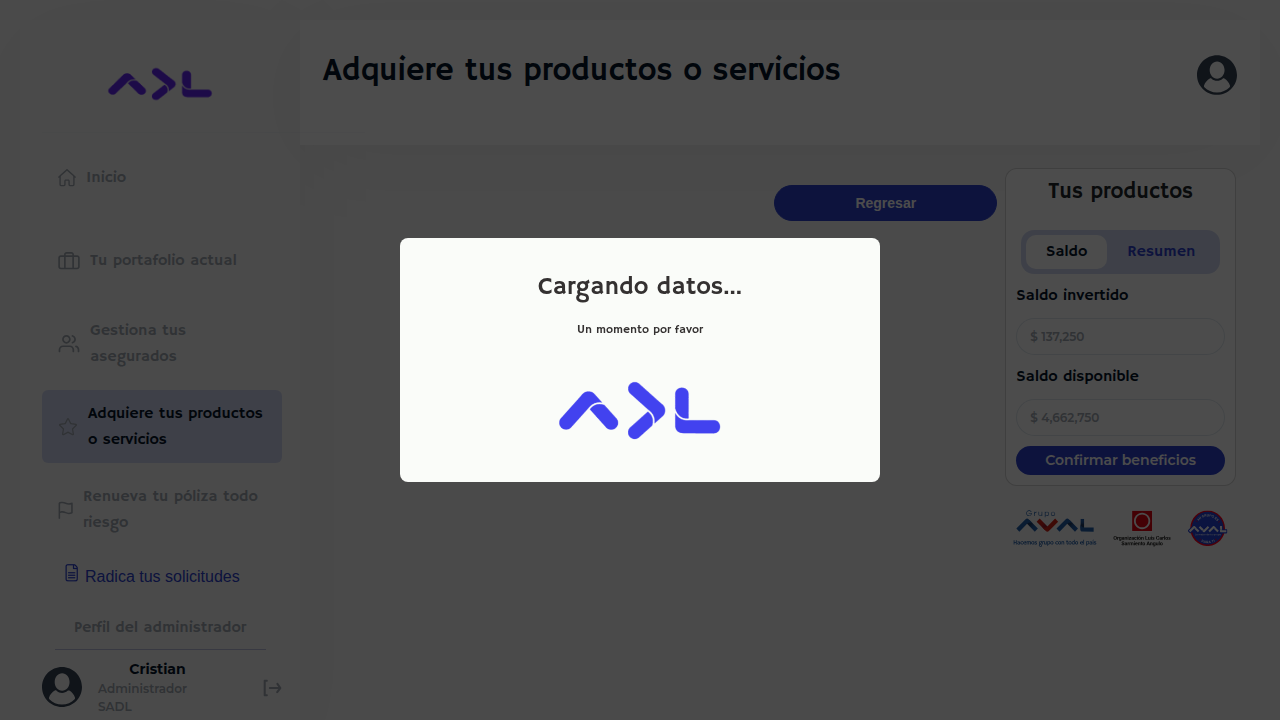 Adquiere tus productos o servicios
Inicio
Tu portafolio actual
Gestiona tus
asegurados
Adquiere tus productos
o servicios
Renueva tu póliza todo
riesgo
Radica tus solicitudes
Perfil del administrador
Cristian
Administrador
SADL
Regresar
Cargando datos...
Un momento por favor
Tus productos
Saldo
Resumen
Saldo invertido
$ 137,250
Saldo disponible
$ 4,662,750
Confirmar beneficios
Grupo
AVAL
Hacemos grupo con todo el país
Organización Luis Carlos
Sarmiento Angulo
AVAL